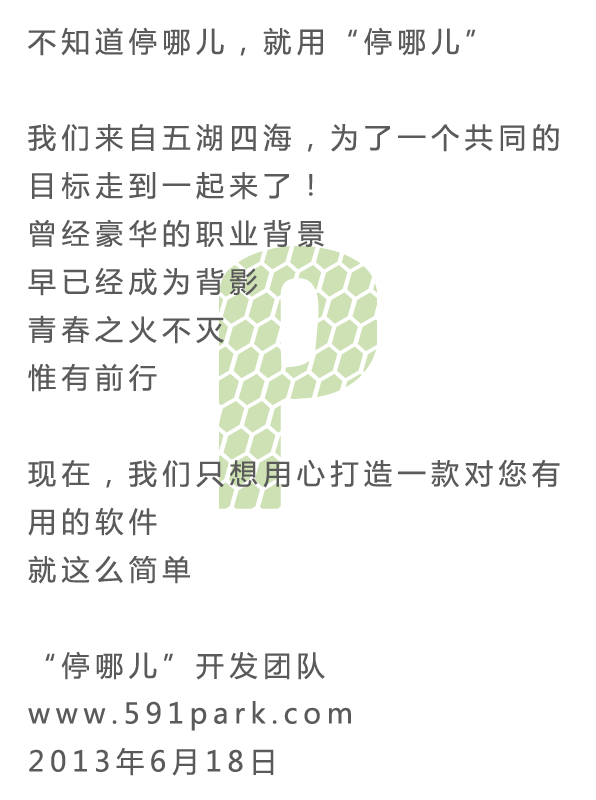 不知道停哪儿，就用“停哪儿”
我们来自五湖四海，为了一个共同的
目标走到一起来了！
曾经豪华的职业背景
早已经成为背影
青春之火不灭
惟有前行
现在，我们只想用心打造一款对您有
用的软件
就这么简单
“停哪儿”开发团队
www.591park.com
2013年6月18日